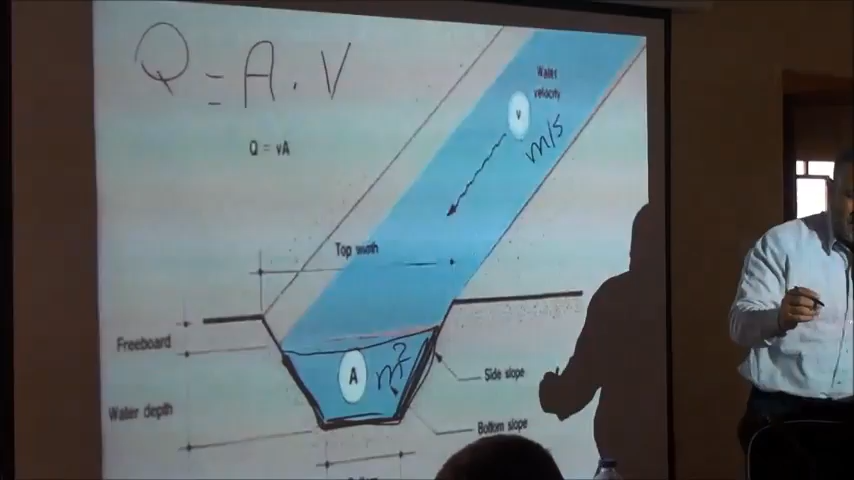 Q = A . V
Water
velocity
v
m/s
Q = vA
Top width
Freeboard
A
m²
Side slope
Water depth
Bottom slope